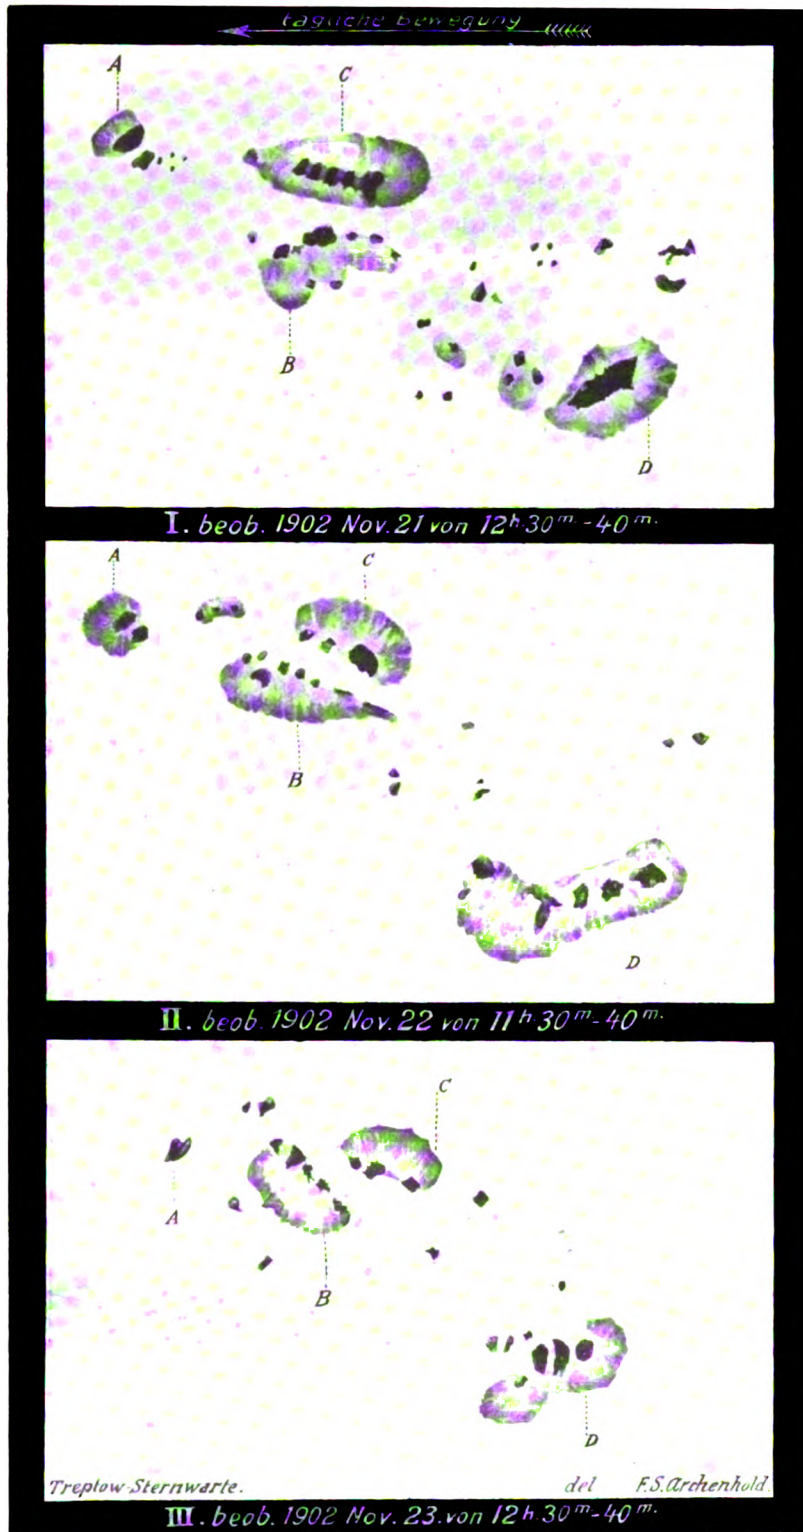 tägliche bewegung
A
C
B
D
I. beob. 1902 Nov. 21 von 12h.30m.-40m.
A
C
B
D
II. beob. 1902 Nov. 22 von 11h.30m.-40m.
C
A
B
D
Treptow-Sternwarte. del F.S.Archenhold.
III. beob. 1902 Nov. 23. von 12h.30m.-40m.